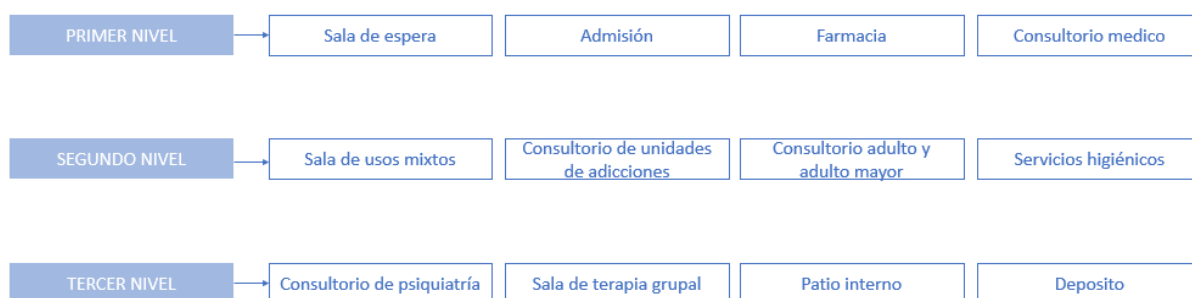 PRIMER NIVEL
Sala de espera
Admisión
Farmacia
Consultorio medico
SEGUNDO NIVEL
Sala de usos mixtos
Consultorio de unidades
de adicciones
Consultorio adulto y
adulto mayor
Servicios higiénicos
TERCER NIVEL
Consultorio de psiquiatría
Sala de terapia grupal
Patio interno
Deposito